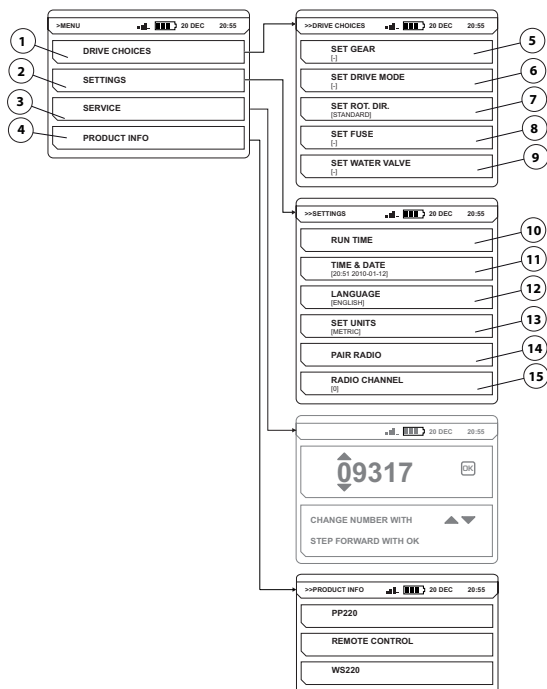 >MENU 20 DEC 20:55
1 DRIVE CHOICES
2 SETTINGS
3 SERVICE
4 PRODUCT INFO
>>DRIVE CHOICES 20 DEC 20:55
SET GEAR
[-]
5
SET DRIVE MODE
[-]
6
SET ROT. DIR.
[STANDARD]
7
SET FUSE
[-]
8
SET WATER VALVE
[-]
9
>>SETTINGS 20 DEC 20:55
RUN TIME
10
TIME & DATE
[20:51 2010-01-12]
11
LANGUAGE
[ENGLISH]
12
SET UNITS
[METRIC]
13
PAIR RADIO
14
RADIO CHANNEL
[0]
15
20 DEC 20:55
09317 OK
CHANGE NUMBER WITH
STEP FORWARD WITH OK
>>PRODUCT INFO 20 DEC 20:55
PP220
REMOTE CONTROL
WS220